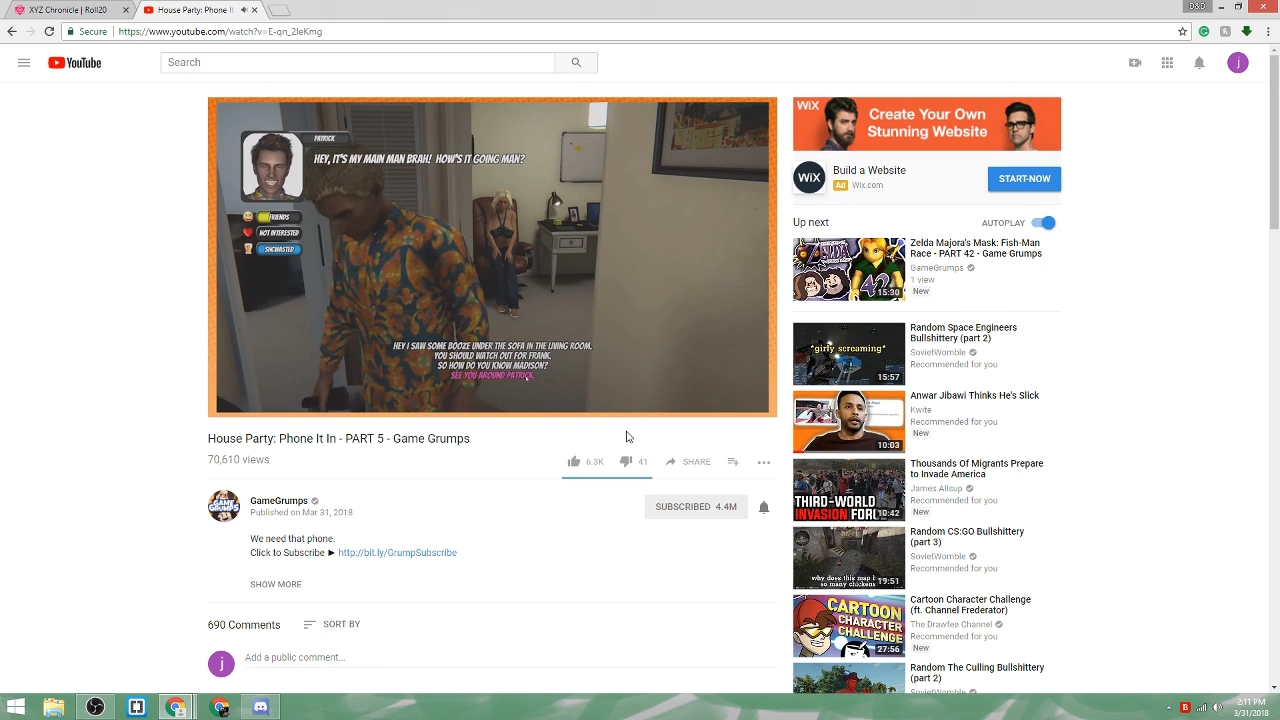 XYZ Chronicle | Roll20
House Party: Phone It I
D&D
Secure
https://www.youtube.com/watch?v=E-qn_2IeKmg
YouTube
Search
j
PATRICK
HEY, IT'S MY MAIN MAN BRAH! HOW'S IT GOING MAN?
FRIENDS
NOT INTERESTED
SHCWASTED
HEY I SAW SOME BOOZE UNDER THE SOFA IN THE LIVING ROOM.
YOU SHOULD WATCH OUT FOR FRANK.
SO HOW DO YOU KNOW MADISON?
SEE YOU AROUND PATRICK.
House Party: Phone It In - PART 5 - Game Grumps
70,610 views
6.3K
41
SHARE
GAME GRUMPS
GameGrumps
Published on Mar 31, 2018
SUBSCRIBED 4.4M
We need that phone.
Click to Subscribe ► http://bit.ly/GrumpSubscribe
SHOW MORE
690 Comments
SORT BY
j
Add a public comment...
WiX
Create Your Own
Stunning Website
WiX
Build a Website
Ad Wix.com
START-NOW
Up next
AUTOPLAY
42
15:30
Zelda Majora's Mask: Fish-Man
Race - PART 42 - Game Grumps
GameGrumps
1 view
New
*girly screaming*
15:57
Random Space Engineers
Bullshittery (part 2)
SovietWomble
Recommended for you
10:03
Anwar Jibawi Thinks He's Slick
Kwite
Recommended for you
New
THIRD-WORLD
INVASION FOR
10:42
Thousands Of Migrants Prepare
to Invade America
James Allsup
Recommended for you
New
why does this map h
so many chickens
19:51
Random CS:GO Bullshittery
(part 3)
SovietWomble
Recommended for you
CARTOON
CHARACTER
CHALLENGE
27:56
Cartoon Character Challenge
(ft. Channel Frederator)
The Drawfee Channel
Recommended for you
New
Random The Culling Bullshittery
(part 2)
SovietWomble
2:11 PM
3/31/2018